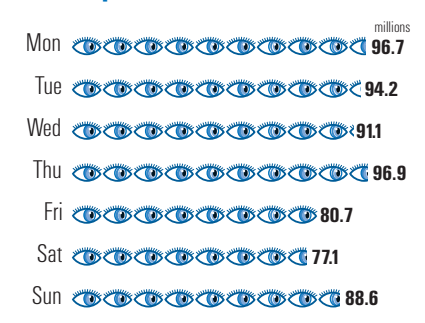 millions
Mon 96.7
Tue 94.2
Wed 91.1
Thu 96.9
Fri 80.7
Sat 77.1
Sun 88.6